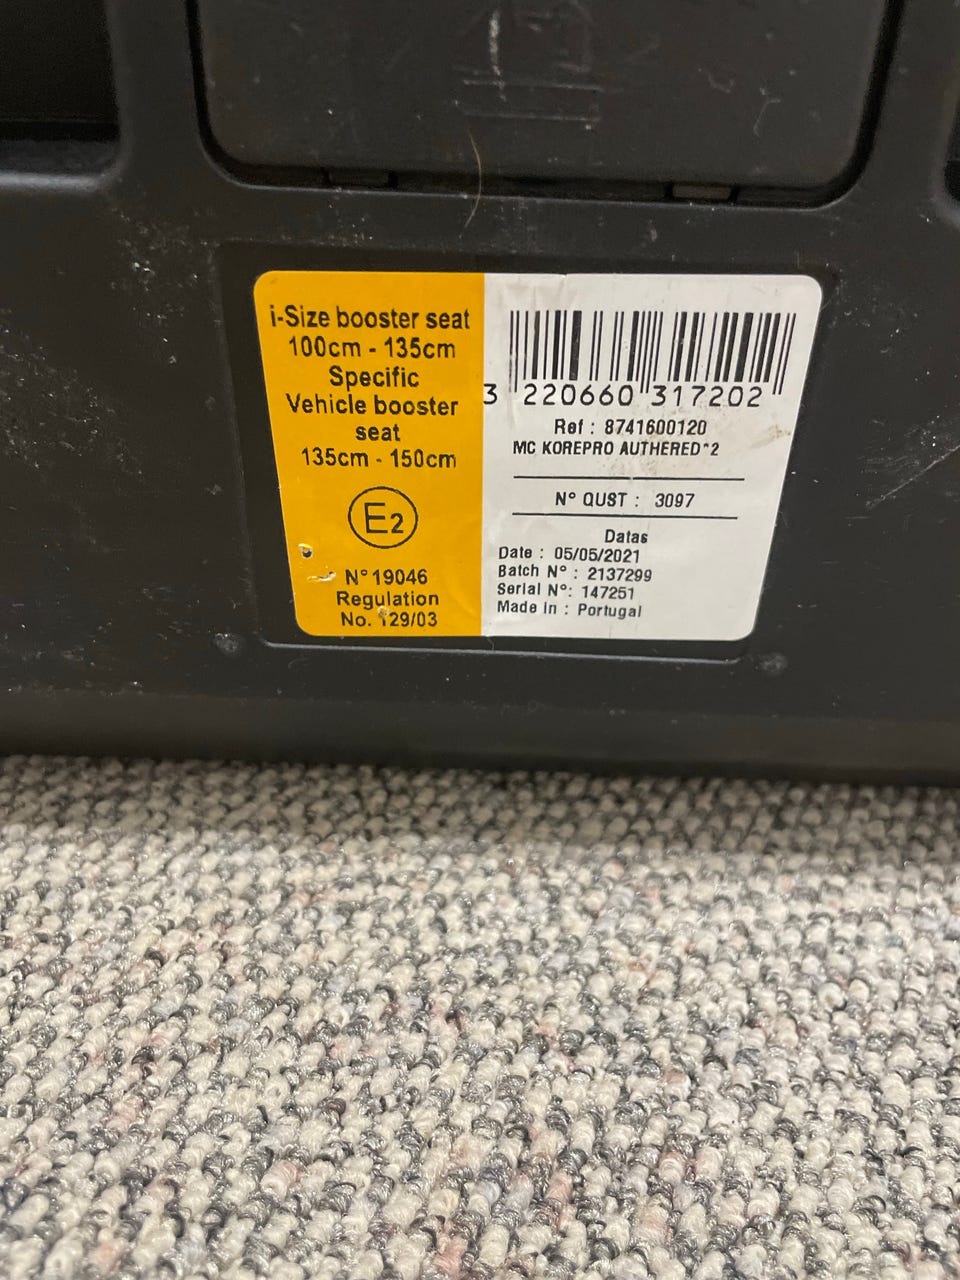 i-Size booster seat
100cm - 135cm
Specific
Vehicle booster
seat
135cm - 150cm
E2
N° 19046
Regulation
No. 129/03
3 220660 317202
Ref : 8741600120
MC KOREPRO AUTHERED*2
N° QUST : 3097
Datas
Date : 05/05/2021
Batch N° : 2137299
Serial N°: 147251
Made in : Portugal